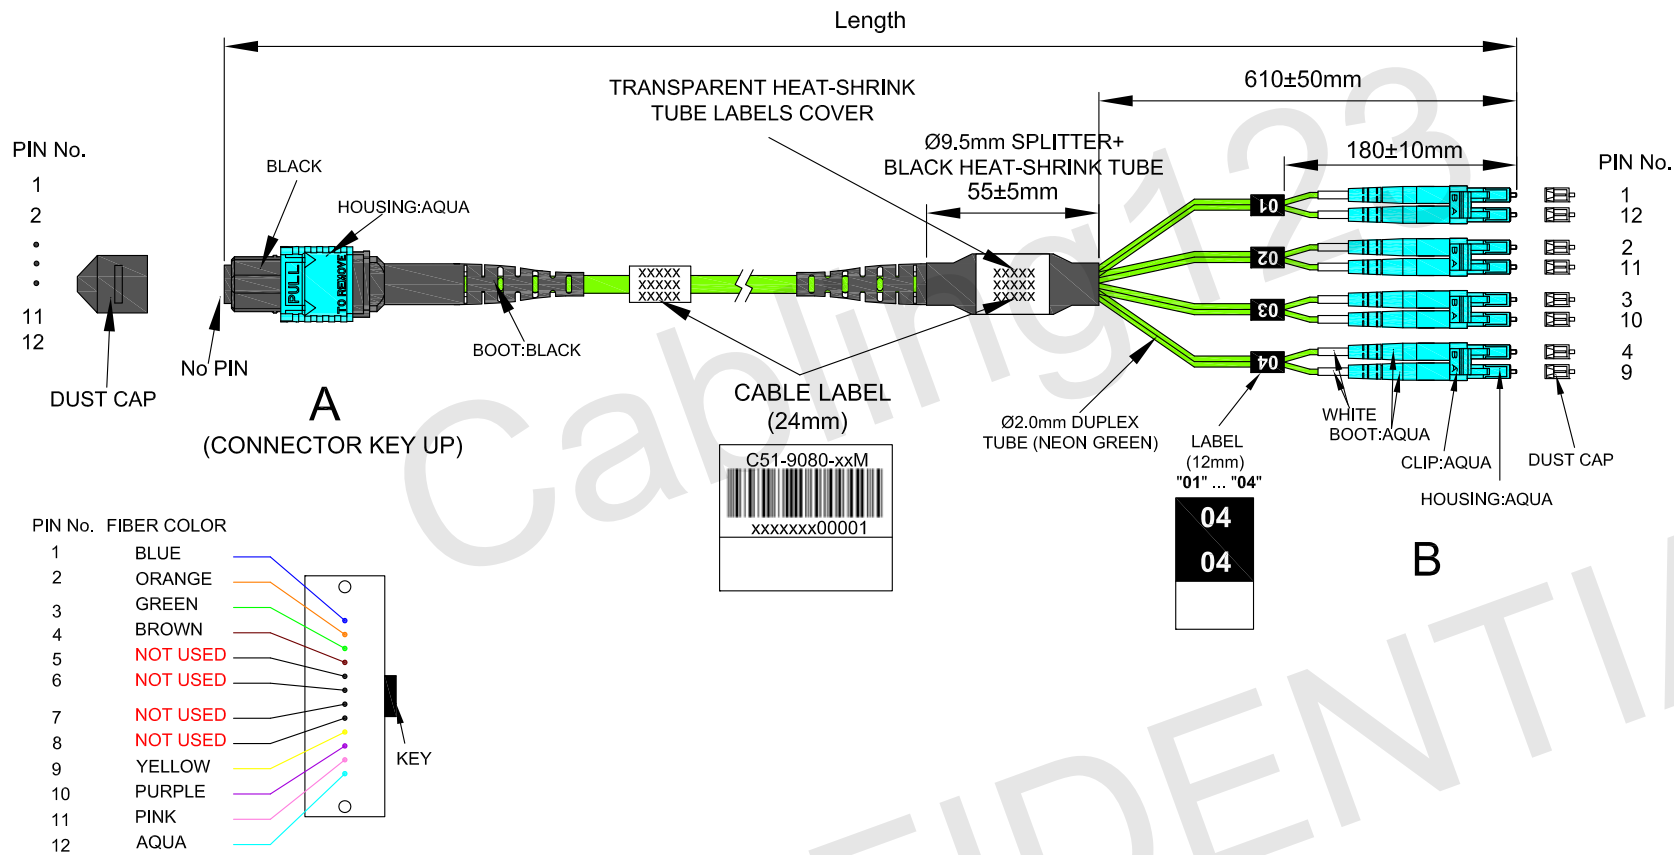 Length
610±50mm
TRANSPARENT HEAT-SHRINK
TUBE LABELS COVER
Ø9.5mm SPLITTER+
BLACK HEAT-SHRINK TUBE
55±5mm
180±10mm
PIN No.
1
2
11
12
DUST CAP
BLACK
HOUSING:AQUA
PULL
TO REMOVE
No PIN
BOOT:BLACK
A
(CONNECTOR KEY UP)
XXXXX
XXXXX
XXXXX
XXXXX
XXXXX
XXXXX
CABLE LABEL
(24mm)
C51-9080-xxM
xxxxxxx00001
01
02
03
04
Ø2.0mm DUPLEX
TUBE (NEON GREEN)
LABEL
(12mm)
"01" ... "04"
04
04
B A
B A
B A
B A
WHITE
BOOT:AQUA
CLIP:AQUA
HOUSING:AQUA
DUST CAP
B
PIN No.
1
12
2
11
3
10
4
9
PIN No. FIBER COLOR
1 BLUE
2 ORANGE
3 GREEN
4 BROWN
5 NOT USED
6 NOT USED
7 NOT USED
8 NOT USED
9 YELLOW
10 PURPLE
11 PINK
12 AQUA
KEY
Cabling123
FIDENTIA